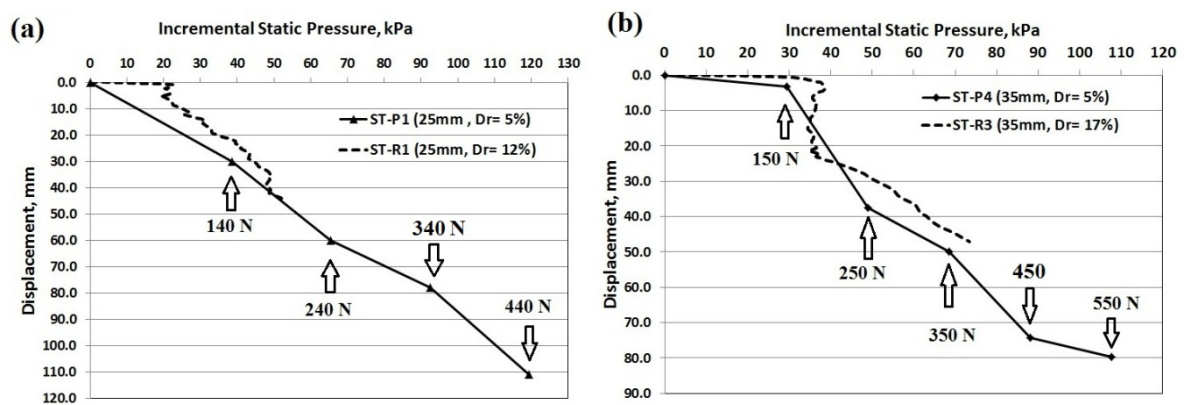 (a)
Incremental Static Pressure, kPa
0 10 20 30 40 50 60 70 80 90 100 110 120 130
Displacement, mm
0.0
10.0
20.0
30.0
40.0
50.0
60.0
70.0
80.0
90.0
100.0
110.0
120.0
ST-P1 (25mm , Dr= 5%)
ST-R1 (25mm, Dr= 12%)
140 N
240 N
340 N
440 N
(b)
Incremental Static Pressure, kPa
0 10 20 30 40 50 60 70 80 90 100 110 120
Displacement, mm
0.0
10.0
20.0
30.0
40.0
50.0
60.0
70.0
80.0
90.0
ST-P4 (35mm, Dr= 5%)
ST-R3 (35mm, Dr= 17%)
150 N
250 N
350 N
450
550 N